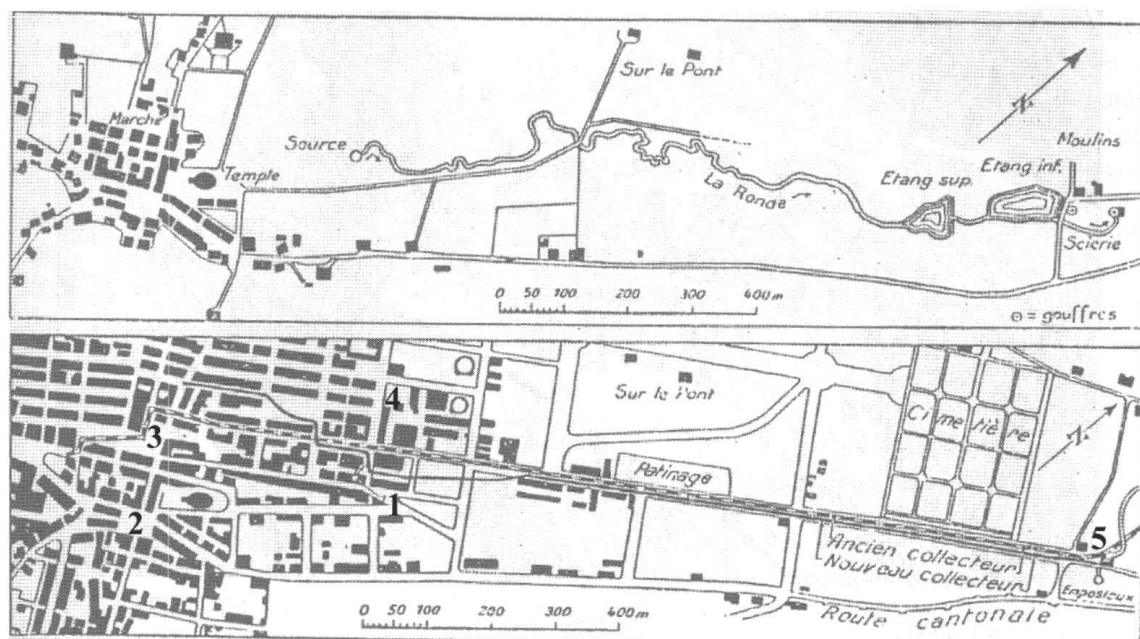 Sur le Pont
Marché
Source
Moulins
Temple
La Ronde
Etang sup.
Etang inf.
Scierie
0 50 100 200 300 400 m
= gouffres
4
Sur le Pont
Cimetière
3
Patinage
1
2
5
Ancien collecteur
Nouveau collecteur
Emposieux
0 50 100 200 300 400 m
Route cantonale